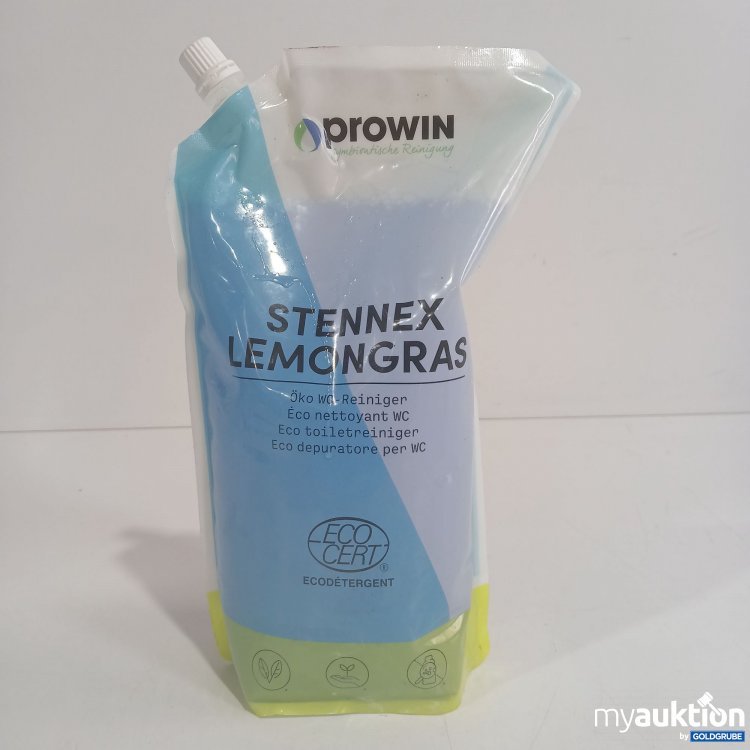 prowin
Symbiontische Reinigung
STENNEX
LEMONGRAS
Öko WC-Reiniger
Éco nettoyant WC
Eco toiletreiniger
Eco depuratore per WC
ECO
CERT
®
ECODÉTERGENT
myauktion
by GOLDGRUBE